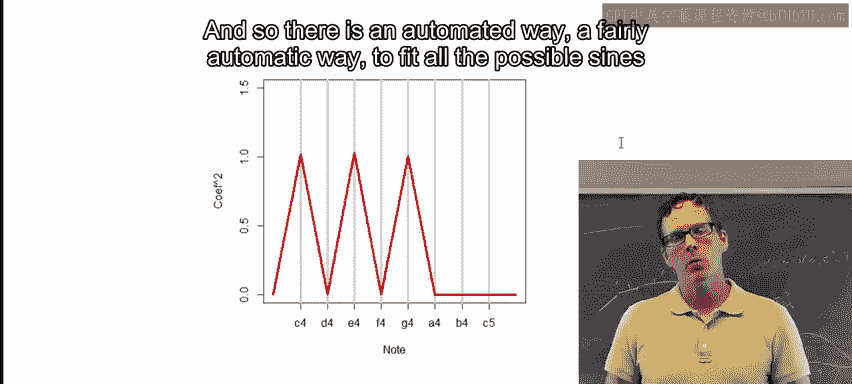 And so there is an automated way, a fairly
automatic way, to fit all the possible sines
1.5
1.0
0.5
0.0
Coef^2
c4 d4 e4 f4 g4 a4 b4 c5
Note